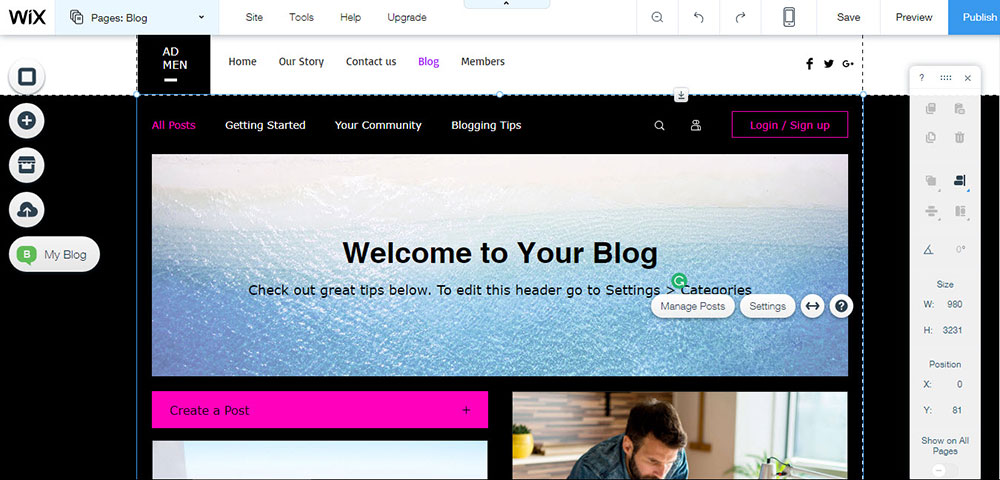 WiX Pages: Blog Site Tools Help Upgrade Save Preview Publish
AD
MEN
Home Our Story Contact us Blog Members
f G+
? ×
All Posts Getting Started Your Community Blogging Tips Login / Sign up
Welcome to Your Blog
Check out great tips below. To edit this header go to Settings > Categories
B My Blog
G
Manage Posts Settings ?
0°
Size
W: 980
H: 3231
Position
X: 0
Y: 81
Show on All
Pages
Create a Post +